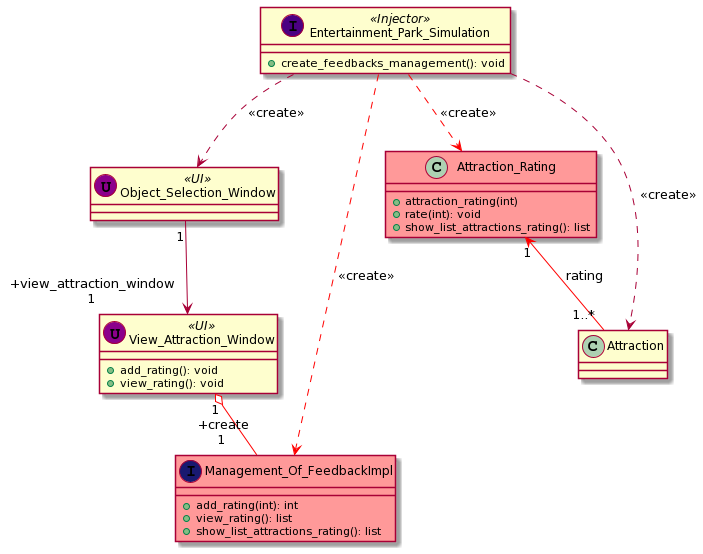 «Injector»
I
Entertainment_Park_Simulation
create_feedbacks_management(): void
«create»
«create»
«UI»
U
Object_Selection_Window
C
Attraction_Rating
attraction_rating(int)
rate(int): void
show_list_attractions_rating(): list
«create»
1
1
«create»
rating
+view_attraction_window
1
1..*
«UI»
U
View_Attraction_Window
add_rating(): void
view_rating(): void
C
Attraction
1
+create
1
I
Management_Of_FeedbackImpl
add_rating(int): int
view_rating(): list
show_list_attractions_rating(): list